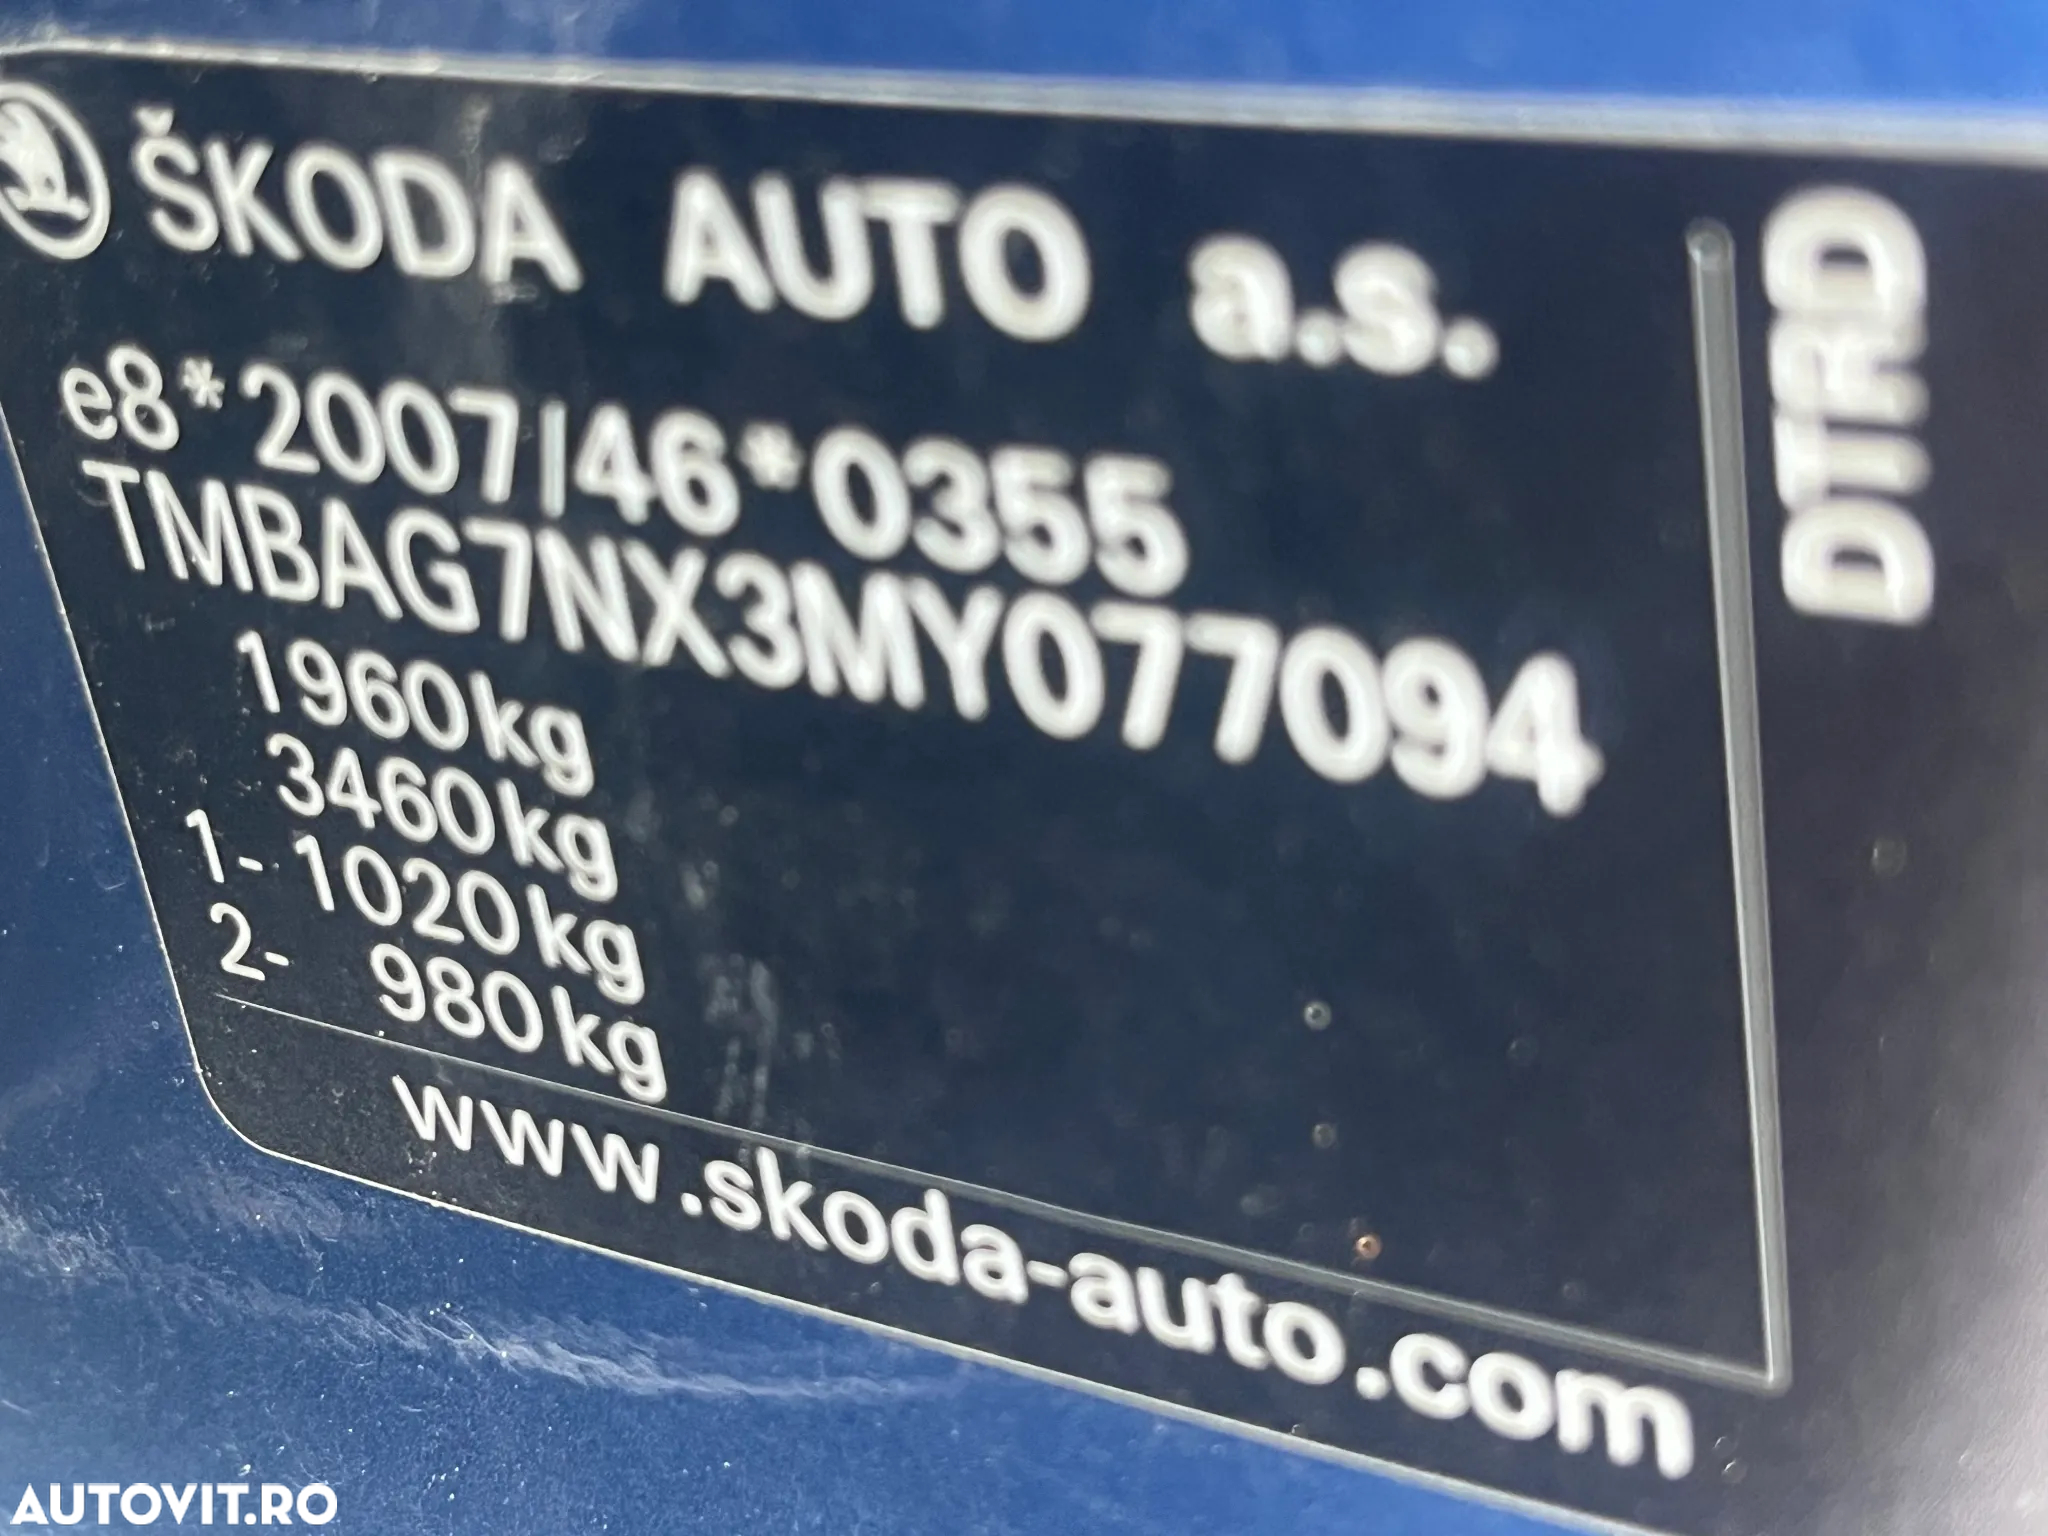 ŠKODA AUTO a.s.
e8*2007/46*0355
TMBAG7NX3MY077094
1960kg
3460kg
1- 1020kg
2- 980kg
www.skoda-auto.com
DTRD
AUTOVIT.RO